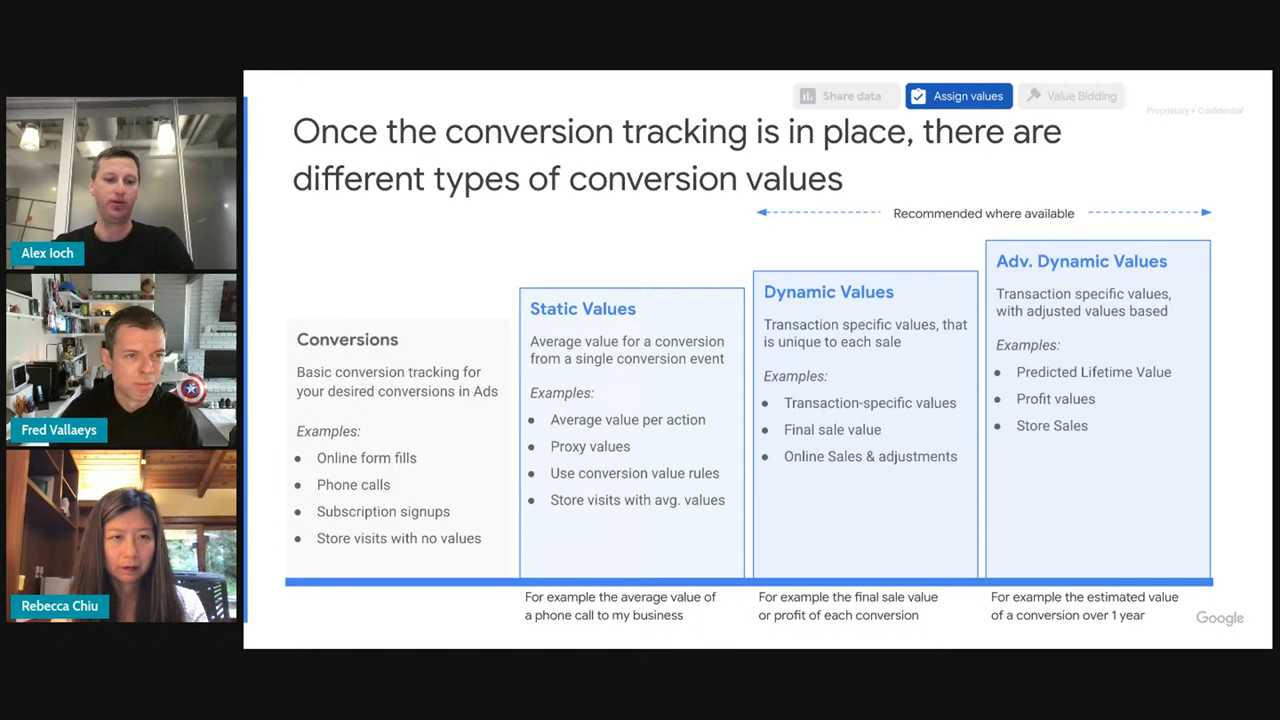 Share data
Assign values
Value Bidding
Proprietary + Confidential
Once the conversion tracking is in place, there are
different types of conversion values
Recommended where available
Conversions
Basic conversion tracking for
your desired conversions in Ads
Examples:
Online form fills
Phone calls
Subscription signups
Store visits with no values
Static Values
Average value for a conversion
from a single conversion event
Examples:
Average value per action
Proxy values
Use conversion value rules
Store visits with avg. values
For example the average value of
a phone call to my business
Dynamic Values
Transaction specific values, that
is unique to each sale
Examples:
Transaction-specific values
Final sale value
Online Sales & adjustments
For example the final sale value
or profit of each conversion
Adv. Dynamic Values
Transaction specific values,
with adjusted values based
Examples:
Predicted Lifetime Value
Profit values
Store Sales
For example the estimated value
of a conversion over 1 year
Google
Alex Ioch
Fred Vallaeys
Rebecca Chiu